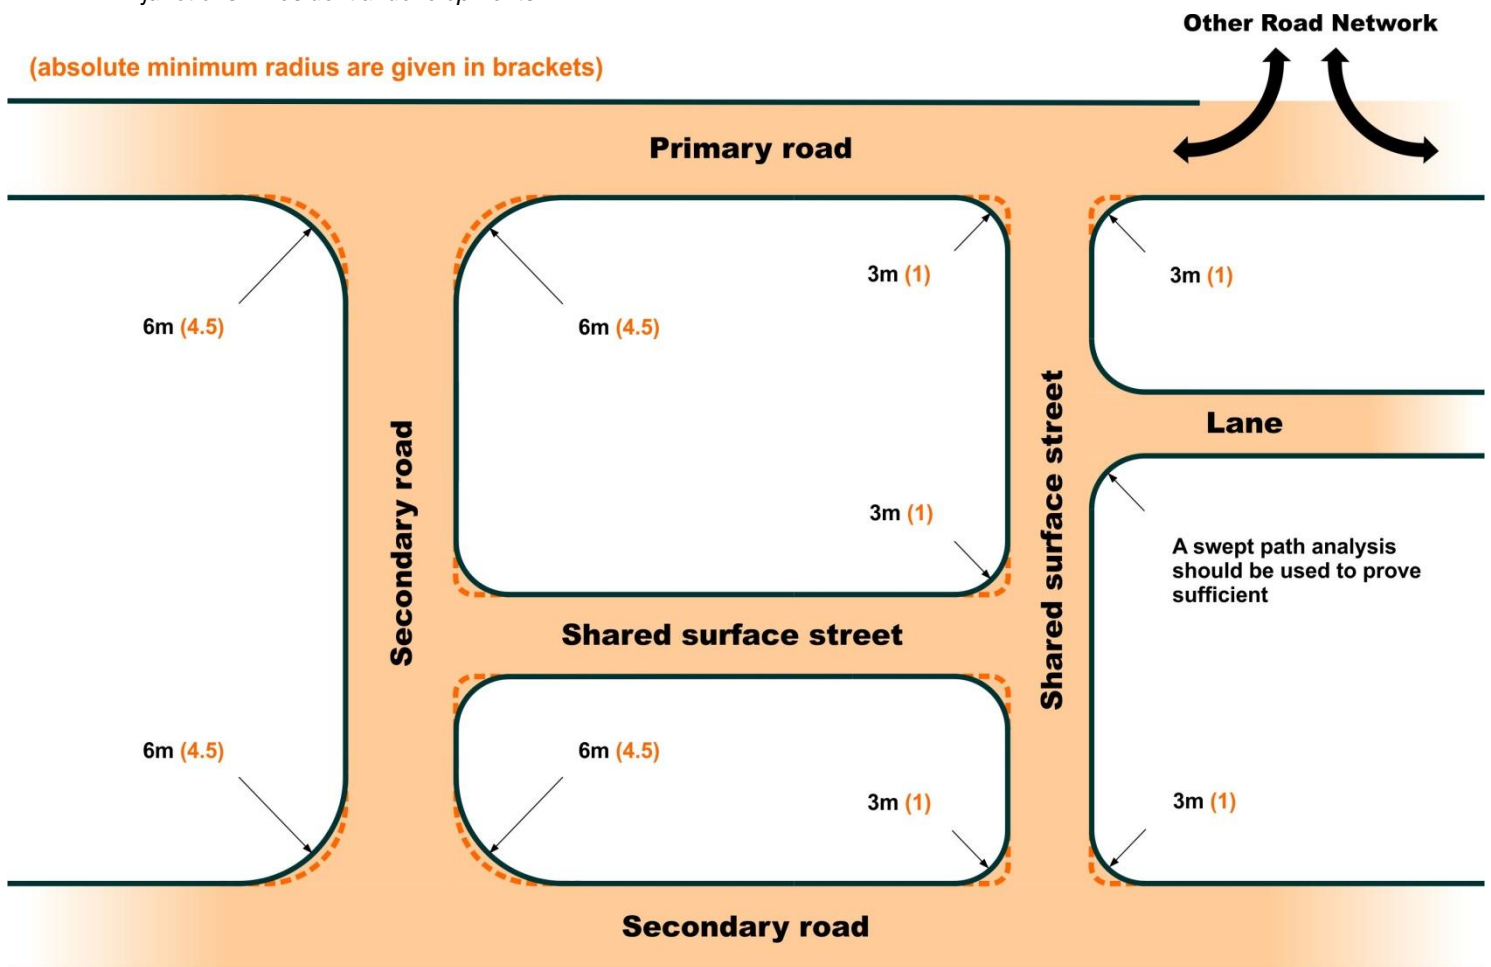 Other Road Network
(absolute minimum radius are given in brackets)
Primary road
3m (1)
3m (1)
6m (4.5)
6m (4.5)
Lane
Secondary road
Shared surface street
3m (1)
A swept path analysis
should be used to prove
sufficient
Shared surface street
6m (4.5)
6m (4.5)
3m (1)
3m (1)
Secondary road